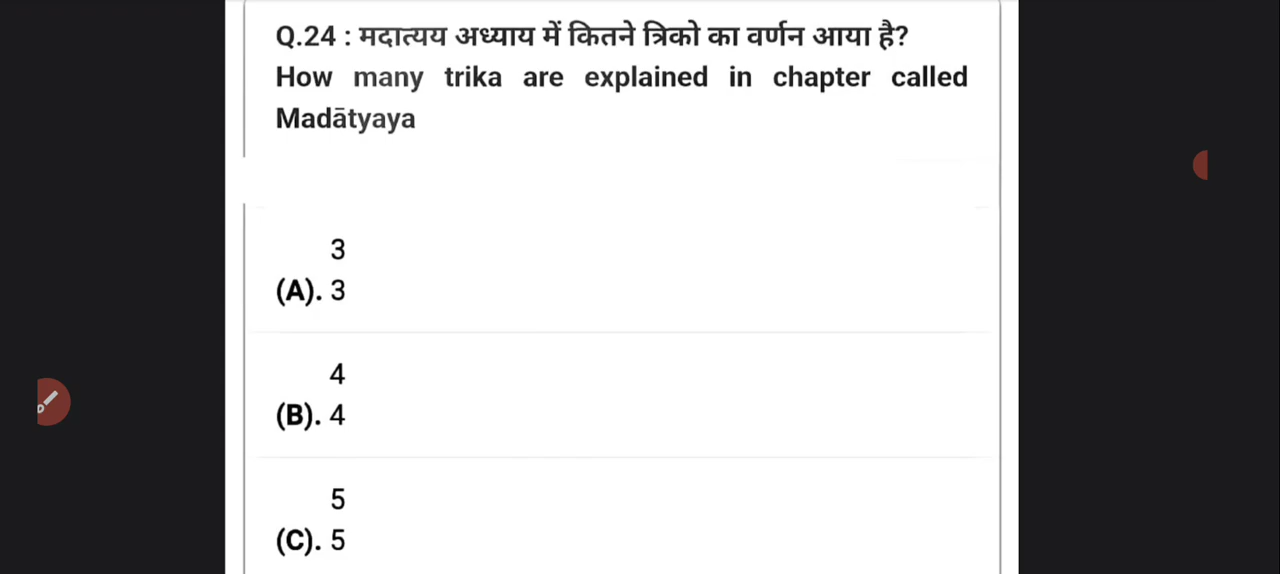 Q.24 : मदात्यय अध्याय में कितने त्रिको का वर्णन आया है?
How many trika are explained in chapter called
Madātyaya
3
(A). 3
4
(B). 4
5
(C). 5